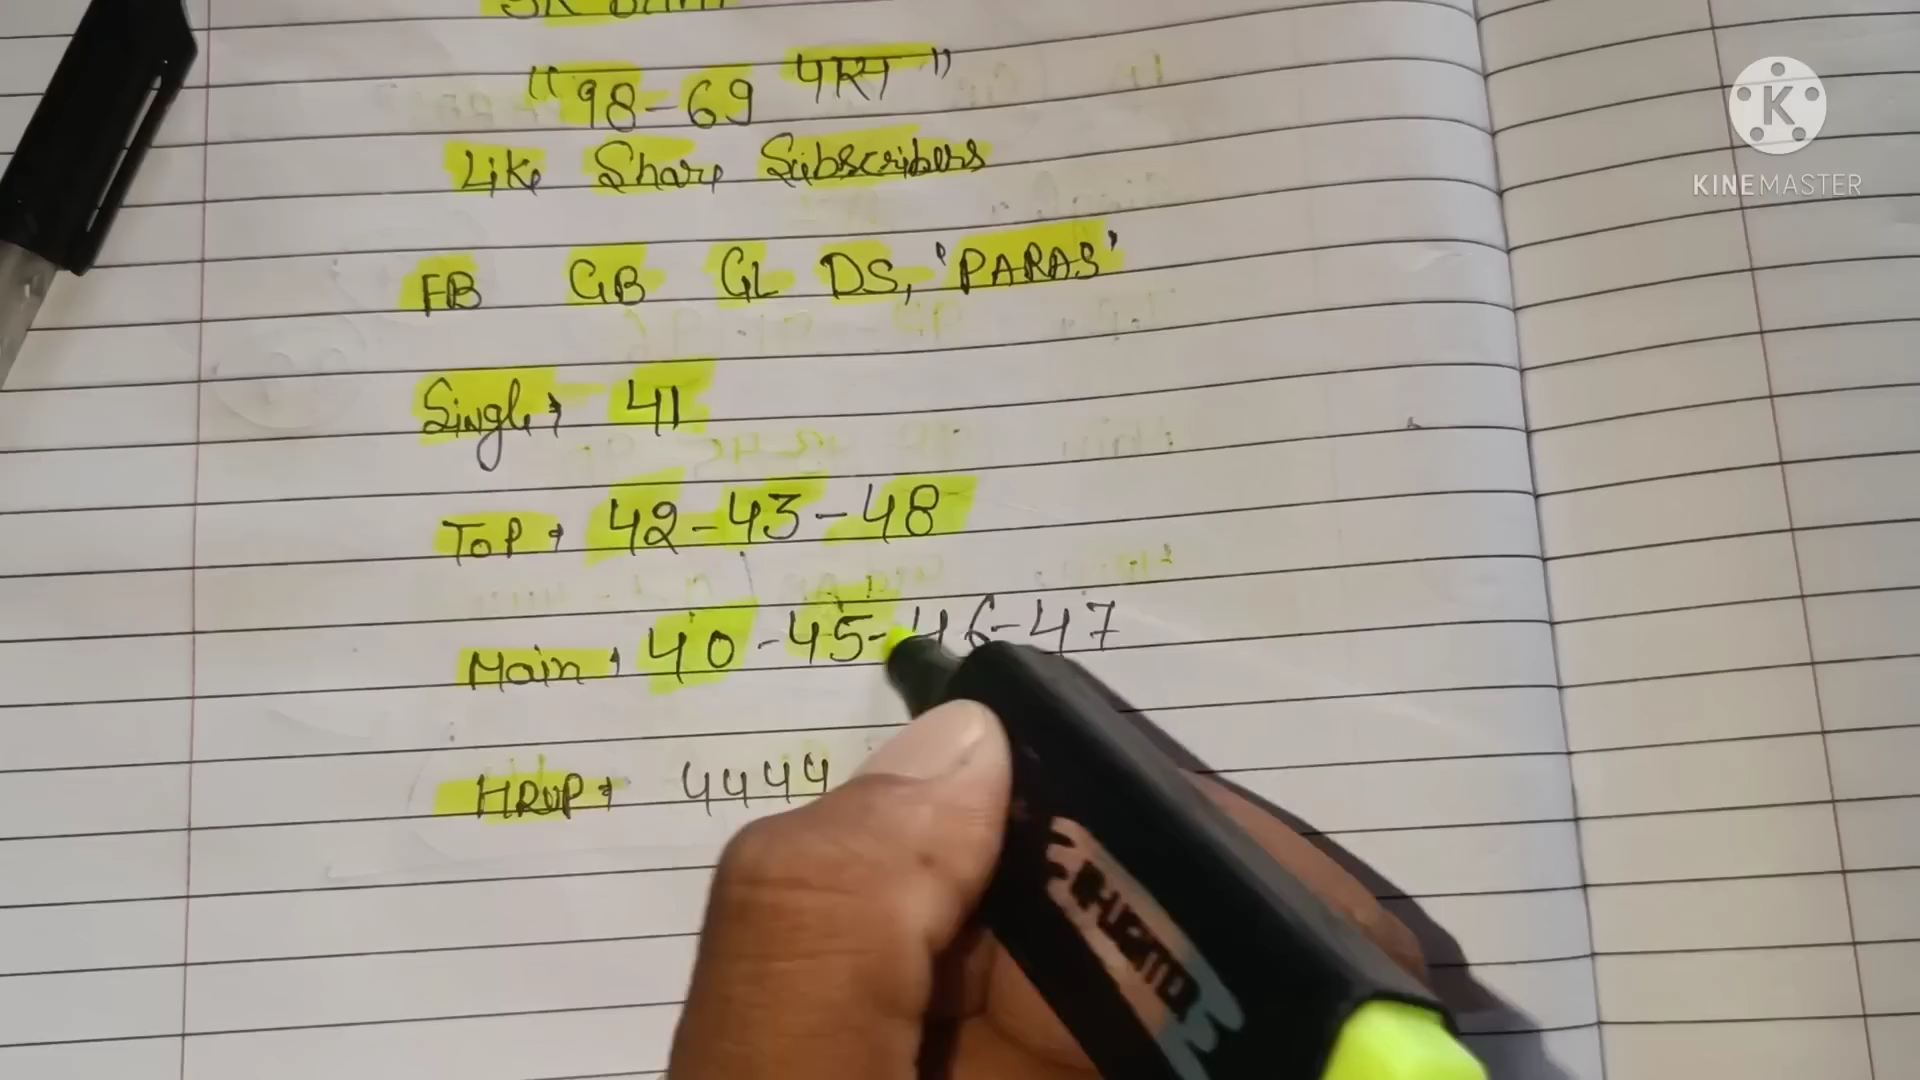 "98-69 पास"
Like Share Subscribers
FB GB GL DS, 'PARAS'
Single → 41
Top → 42-43-48
Main → 40-45-46-47
HRUP → 4444
KINEMASTER